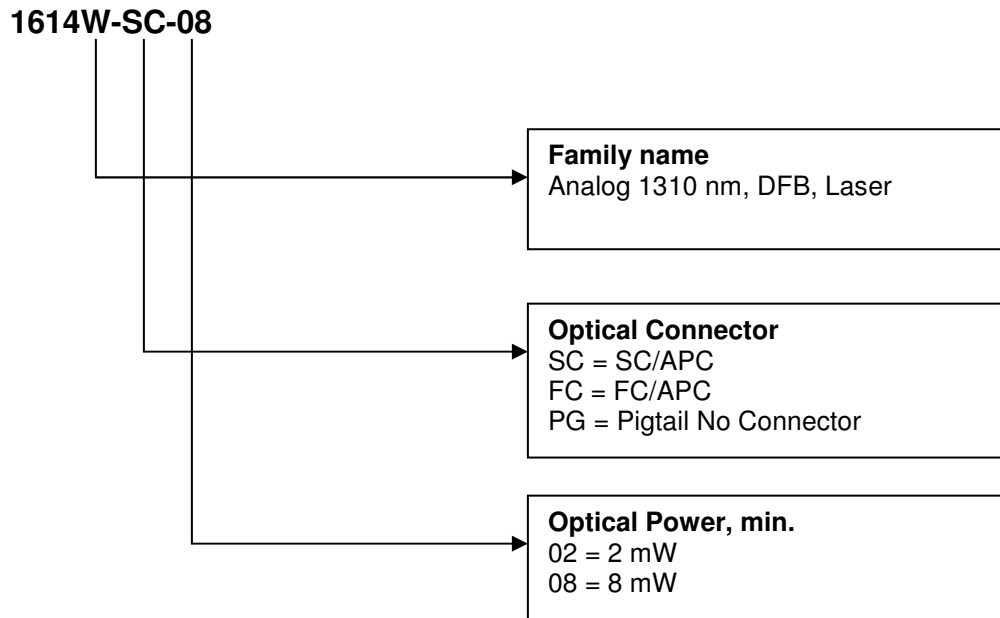 1614W-SC-08
Family name
Analog 1310 nm, DFB, Laser
Optical Connector
SC = SC/APC
FC = FC/APC
PG = Pigtail No Connector
Optical Power, min.
02 = 2 mW
08 = 8 mW